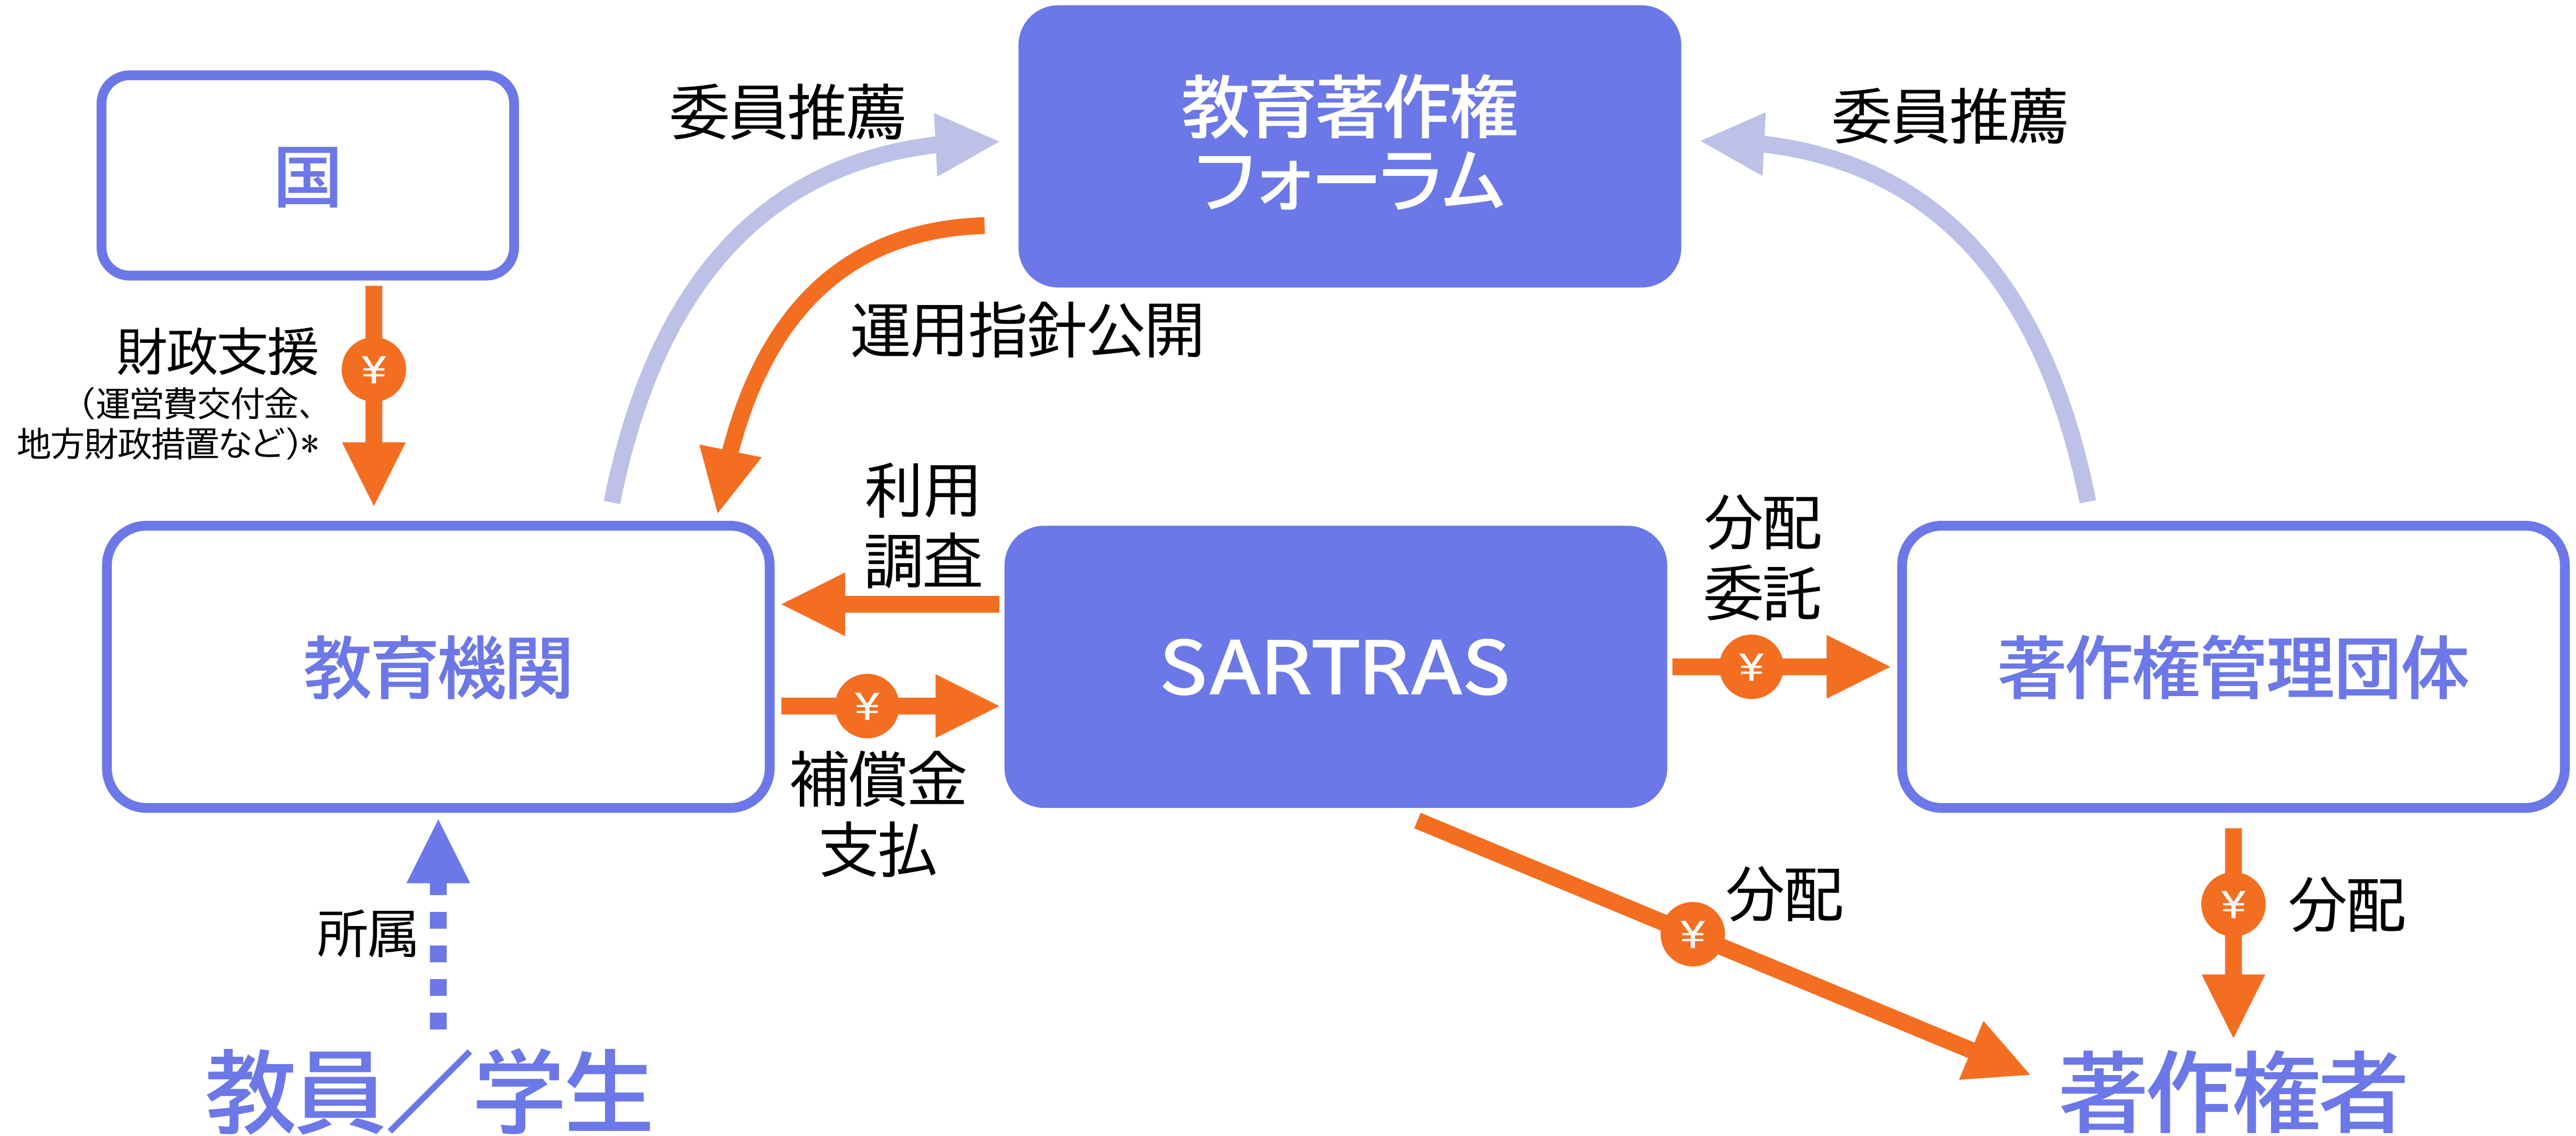 教育著作権
フォーラム
委員推薦
委員推薦
国
運用指針公開
財政支援
¥
（運営費交付金、
地方財政措置など）*
利用
調査
分配
委託
教育機関
SARTRAS
¥
著作権管理団体
¥
補償金
支払
分配
¥
¥
分配
所属
教員／学生
著作権者